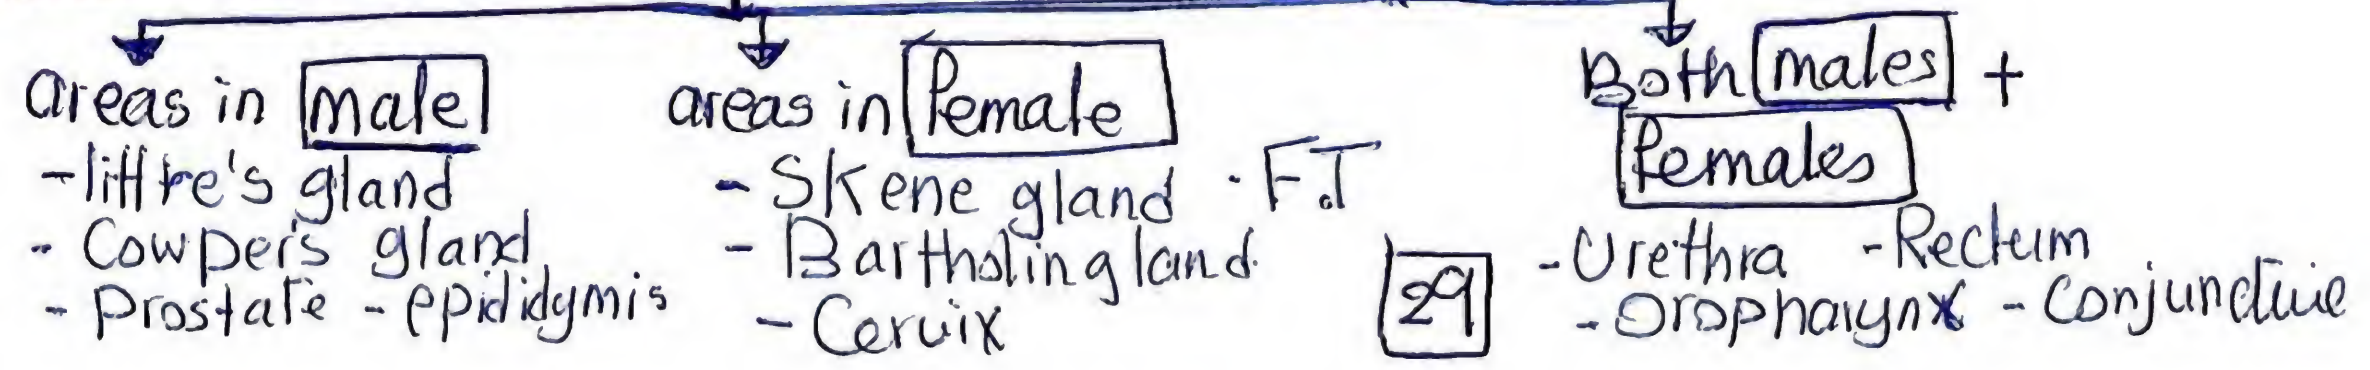 areas in male
- littre's gland
- Cowper's gland
- Prostate - epididymis
areas in female
- Skene gland - F.T
- Bartholin gland
- Cervix
29
Both males +
females
- Urethra - Rectum
- Oropharynx - Conjunctive